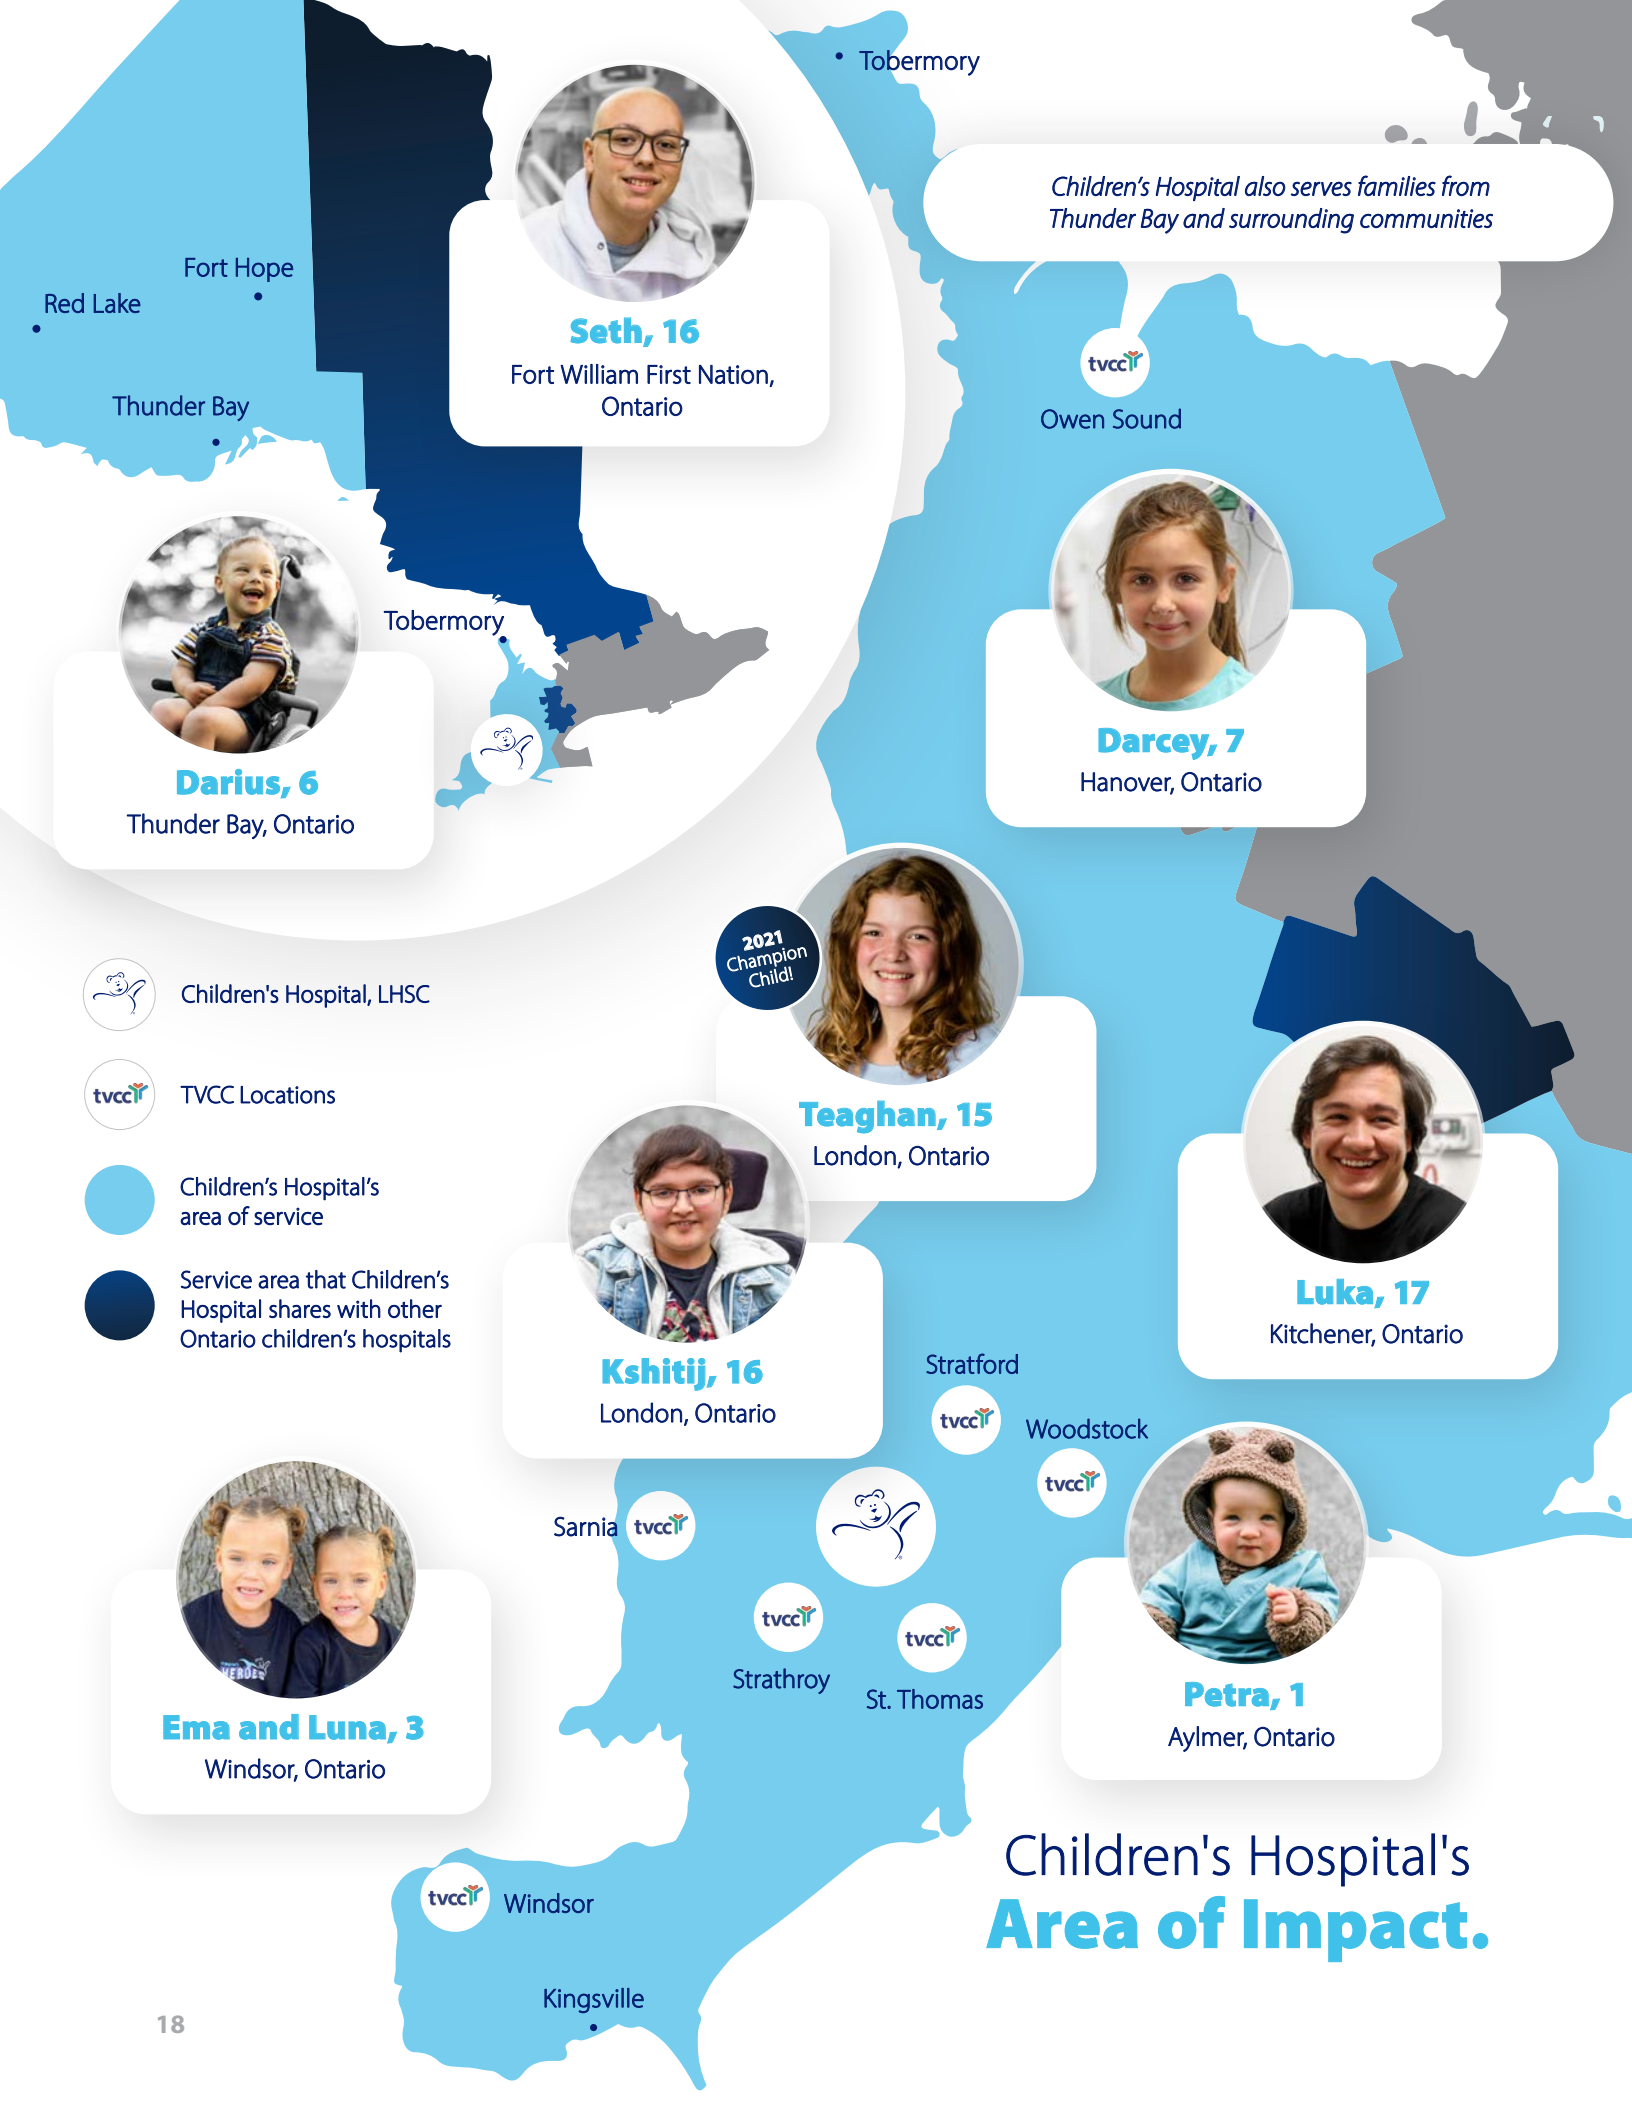 Tobermory
Children's Hospital also serves families from
Thunder Bay and surrounding communities
Fort Hope
Red Lake
Thunder Bay
Seth, 16
Fort William First Nation,
Ontario
tvcc
Owen Sound
Tobermory
Darius, 6
Thunder Bay, Ontario
Darcey, 7
Hanover, Ontario
2021
Champion
Child!
Teaghan, 15
London, Ontario
Children's Hospital, LHSC
tvcc
TVCC Locations
Children's Hospital's
area of service
Service area that Children's
Hospital shares with other
Ontario children's hospitals
Kshitij, 16
London, Ontario
Luka, 17
Kitchener, Ontario
Stratford
tvcc
Woodstock
tvcc
Sarnia
tvcc
tvcc
Strathroy
tvcc
St. Thomas
HEROES
Ema and Luna, 3
Windsor, Ontario
Petra, 1
Aylmer, Ontario
tvcc
Windsor
Kingsville
Children's Hospital's
Area of Impact.
18